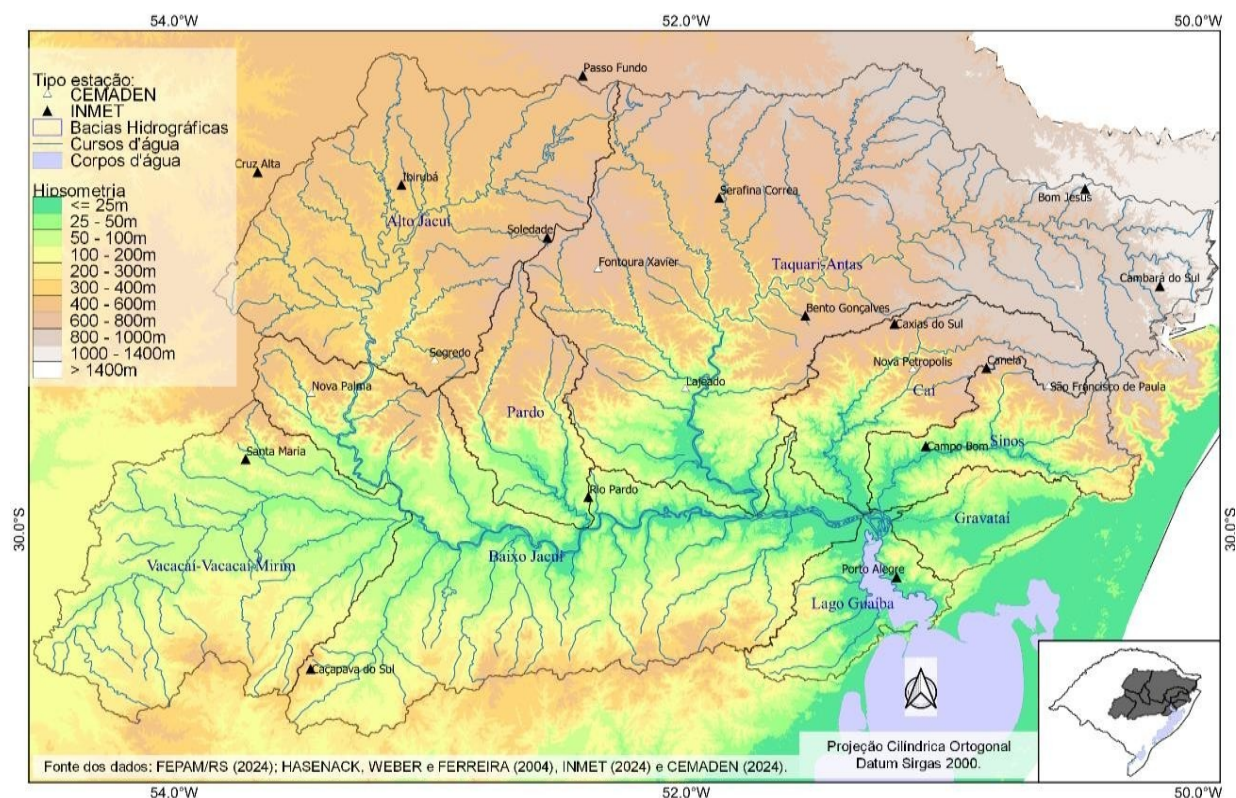 54.0°W
52.0°W
50.0°W
Tipo estação:
CEMADEN
INMET
Bacias Hidrográficas
Cursos d'água
Corpos d'água
Hipsometria
<= 25m
25 - 50m
50 - 100m
100 - 200m
200 - 300m
300 - 400m
400 - 600m
600 - 800m
800 - 1000m
1000 - 1400m
> 1400m
Passo Fundo
Cruz Alta
Ibirubá
Serafina Correa
Bom Jesus
Alto Jacuí
Soledade
Fontoura Xavier
Taquari-Antas
Cambará do Sul
Bento Gonçalves
Caxias do Sul
Segredo
Nova Petropolis
Canela
Nova Palma
Lajeado
Caí
São Francisco de Paula
Pardo
Santa Maria
Campo Bom
Sinos
Rio Pardo
30.0°S
Gravataí
30.0°S
Baixo Jacuí
Vacacaí-Vacacaí-Mirim
Porto Alegre
Lago Guaíba
Caçapava do Sul
Projeção Cilíndrica Ortogonal
Datum Sirgas 2000.
Fonte dos dados: FEPAM/RS (2024); HASENACK, WEBER e FERREIRA (2004), INMET (2024) e CEMADEN (2024).
54.0°W
52.0°W
50.0°W